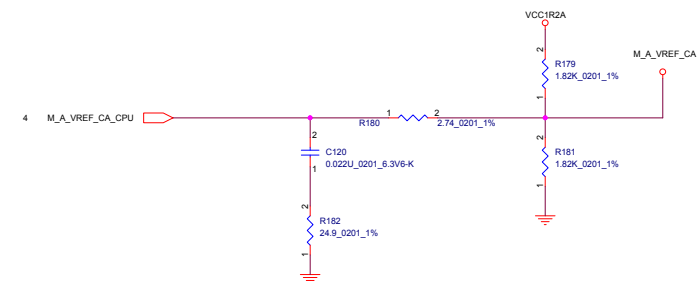 VCC1R2A
M_A_VREF_CA
2
R179
1.82K_0201_1%
1
4 M_A_VREF_CA_CPU
1 2
R180 2.74_0201_1%
2
C120
0.022U_0201_6.3V6-K
1
2
R181
1.82K_0201_1%
1
2
R182
24.9_0201_1%
1